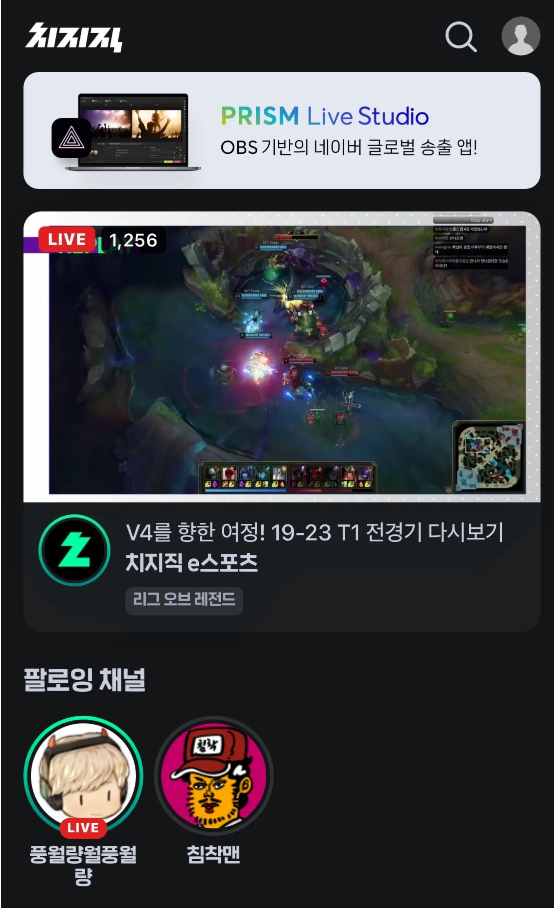 치지직
PRISM Live Studio
OBS 기반의 네이버 글로벌 송출 앱!
LIVE 1,256
V4를 향한 여정! 19-23 T1 전경기 다시보기
치지직 e스포츠
리그 오브 레전드
팔로잉 채널
침착
LIVE
풍월량월풍월
량
침착맨